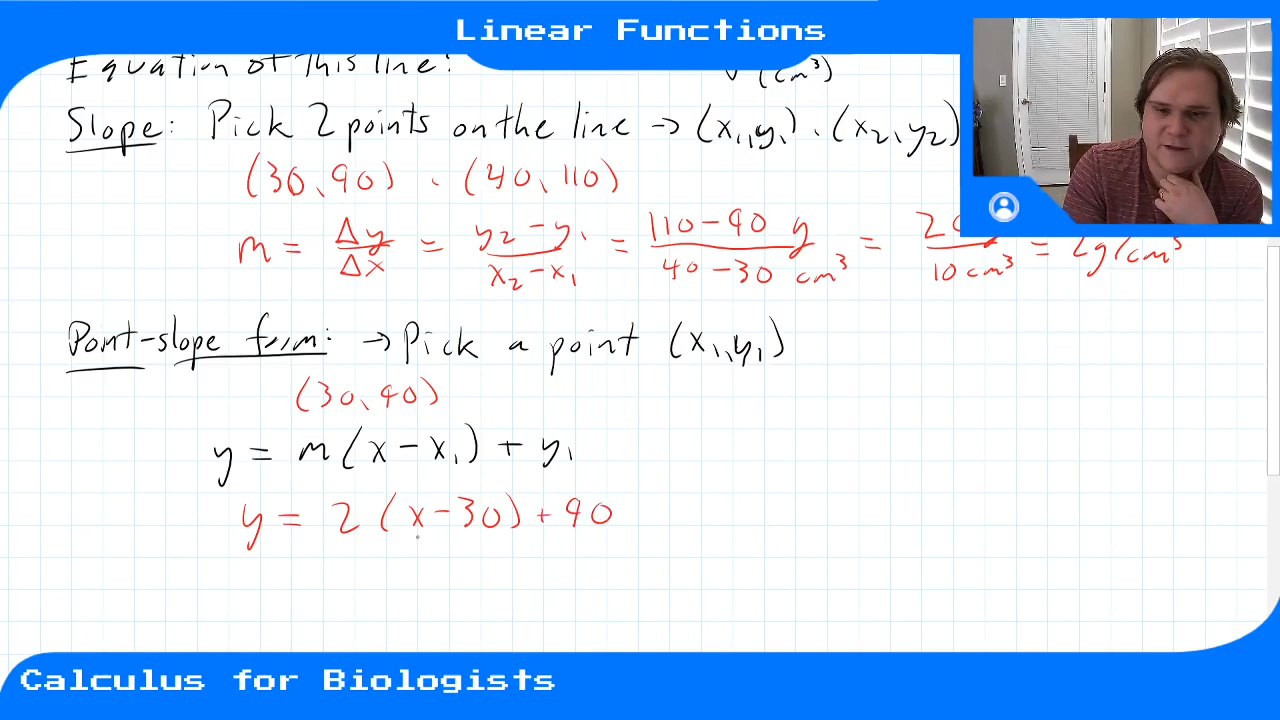 Linear Functions
Equation of this line:
V (cm³)
Slope: Pick 2 points on the line → (x₁,y₁), (x₂,y₂)
(30,90), (40,110)
m = Δy/Δx = y₂-y₁/x₂-x₁ = 110-90 g/40-30 cm³ = 20 g/10 cm³ = 2g/cm³
Point-slope form: → Pick a point (x₁,y₁)
(30,90)
y = m(x-x₁) + y₁
y = 2(x-30)+90
Calculus for Biologists